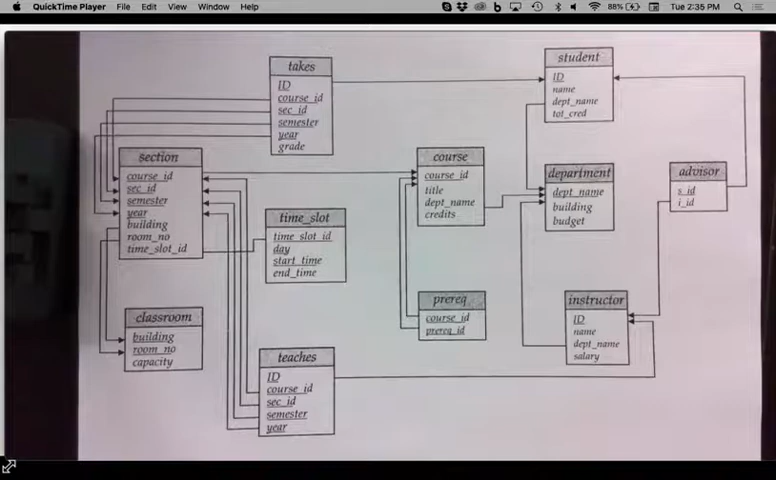 QuickTime Player File Edit View Window Help 88% Tue 2:35 PM
takes
ID
course_id
sec_id
semester
year
grade
student
ID
name
dept_name
tot_cred
section
course_id
sec_id
semester
year
building
room_no
time_slot_id
course
course_id
title
dept_name
credits
department
dept_name
building
budget
advisor
s_id
i_id
time_slot
time_slot_id
day
start_time
end_time
prereq
course_id
prereq_id
instructor
ID
name
dept_name
salary
classroom
building
room_no
capacity
teaches
ID
course_id
sec_id
semester
year